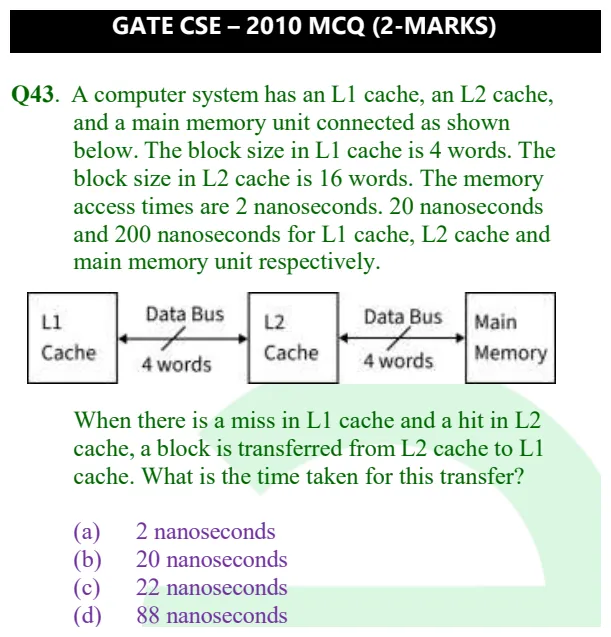 GATE CSE – 2010 MCQ (2-MARKS)
Q43. A computer system has an L1 cache, an L2 cache,
and a main memory unit connected as shown
below. The block size in L1 cache is 4 words. The
block size in L2 cache is 16 words. The memory
access times are 2 nanoseconds. 20 nanoseconds
and 200 nanoseconds for L1 cache, L2 cache and
main memory unit respectively.
L1
Cache
Data Bus
4 words
L2
Cache
Data Bus
4 words
Main
Memory
When there is a miss in L1 cache and a hit in L2
cache, a block is transferred from L2 cache to L1
cache. What is the time taken for this transfer?
(a) 2 nanoseconds
(b) 20 nanoseconds
(c) 22 nanoseconds
(d) 88 nanoseconds